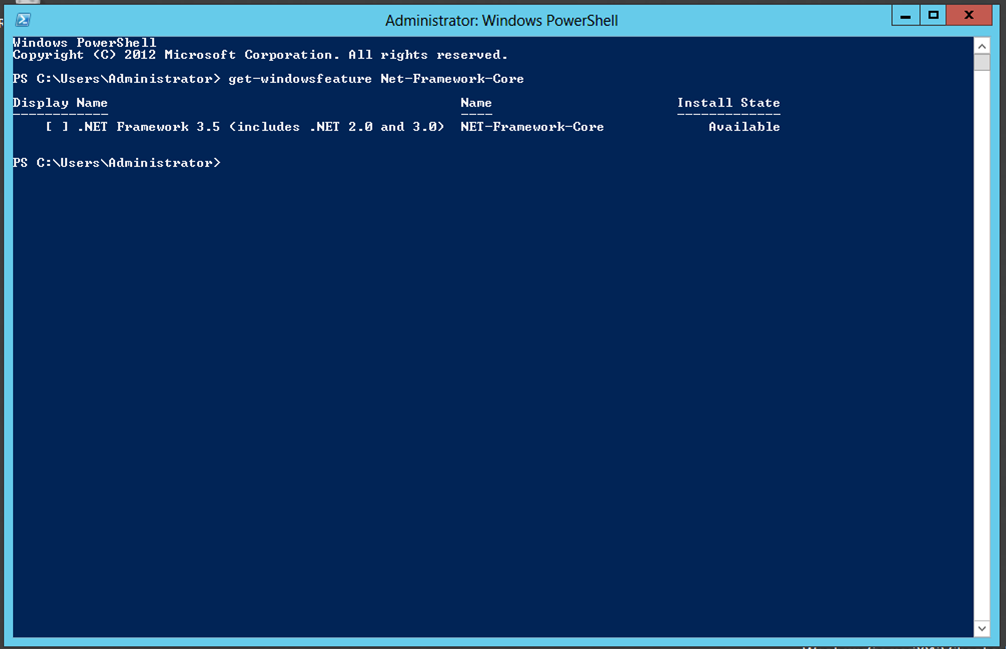 Administrator: Windows PowerShell
Windows PowerShell
Copyright (C) 2012 Microsoft Corporation. All rights reserved.
PS C:\Users\Administrator> get-windowsfeature Net-Framework-Core
Display Name Name Install State
------------ ---- -------------
[ ] .NET Framework 3.5 (includes .NET 2.0 and 3.0) NET-Framework-Core Available
PS C:\Users\Administrator>